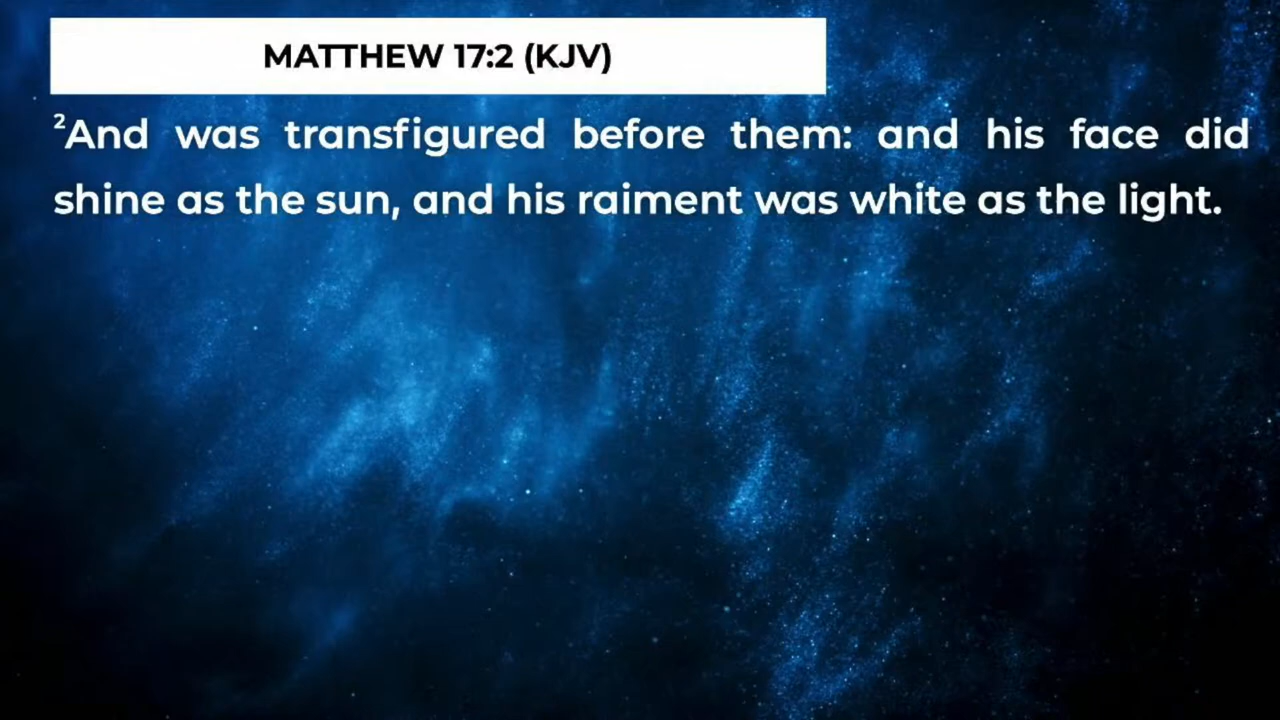 MATTHEW 17:2 (KJV)
²And was transfigured before them: and his face did
shine as the sun, and his raiment was white as the light.